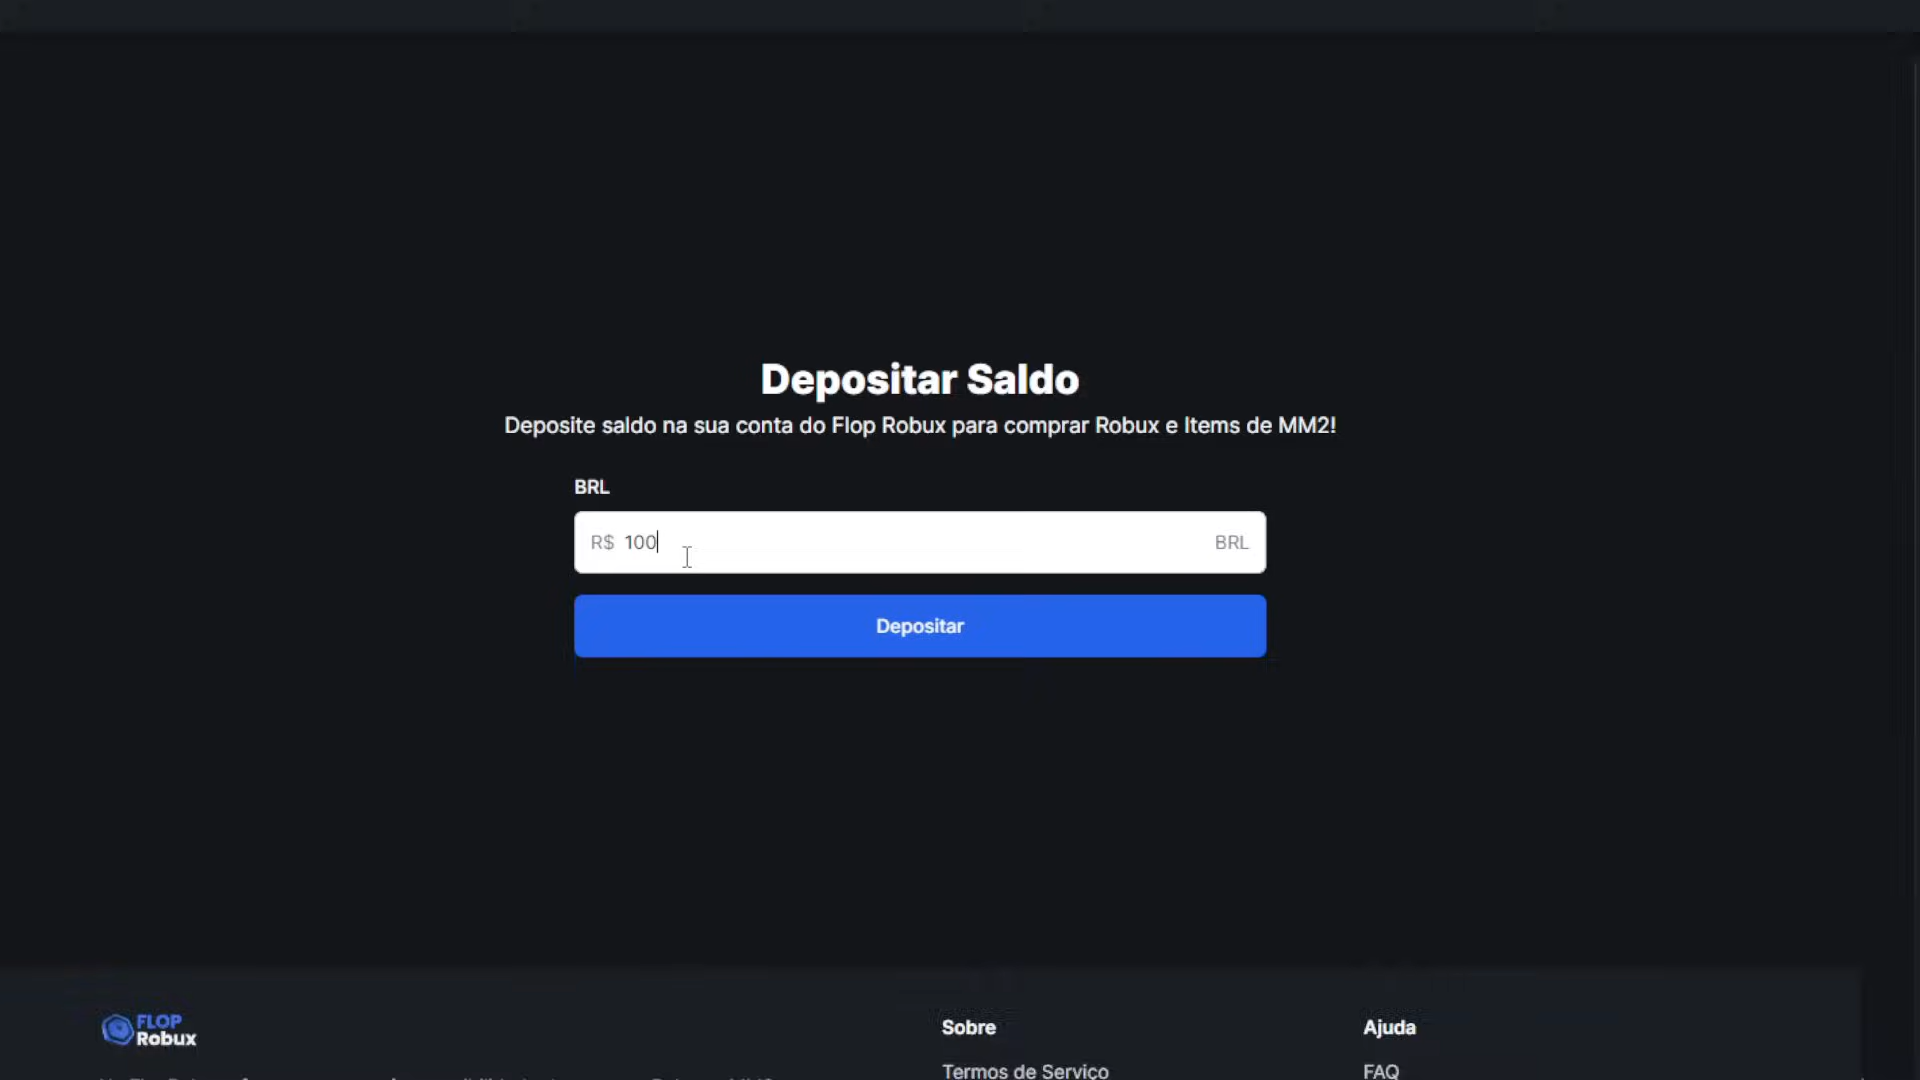 Depositar Saldo
Deposite saldo na sua conta do Flop Robux para comprar Robux e Items de MM2!
BRL
R$ 100 BRL
Depositar
FLOP
Robux
Sobre
Ajuda
Termos de Serviço
FAQ